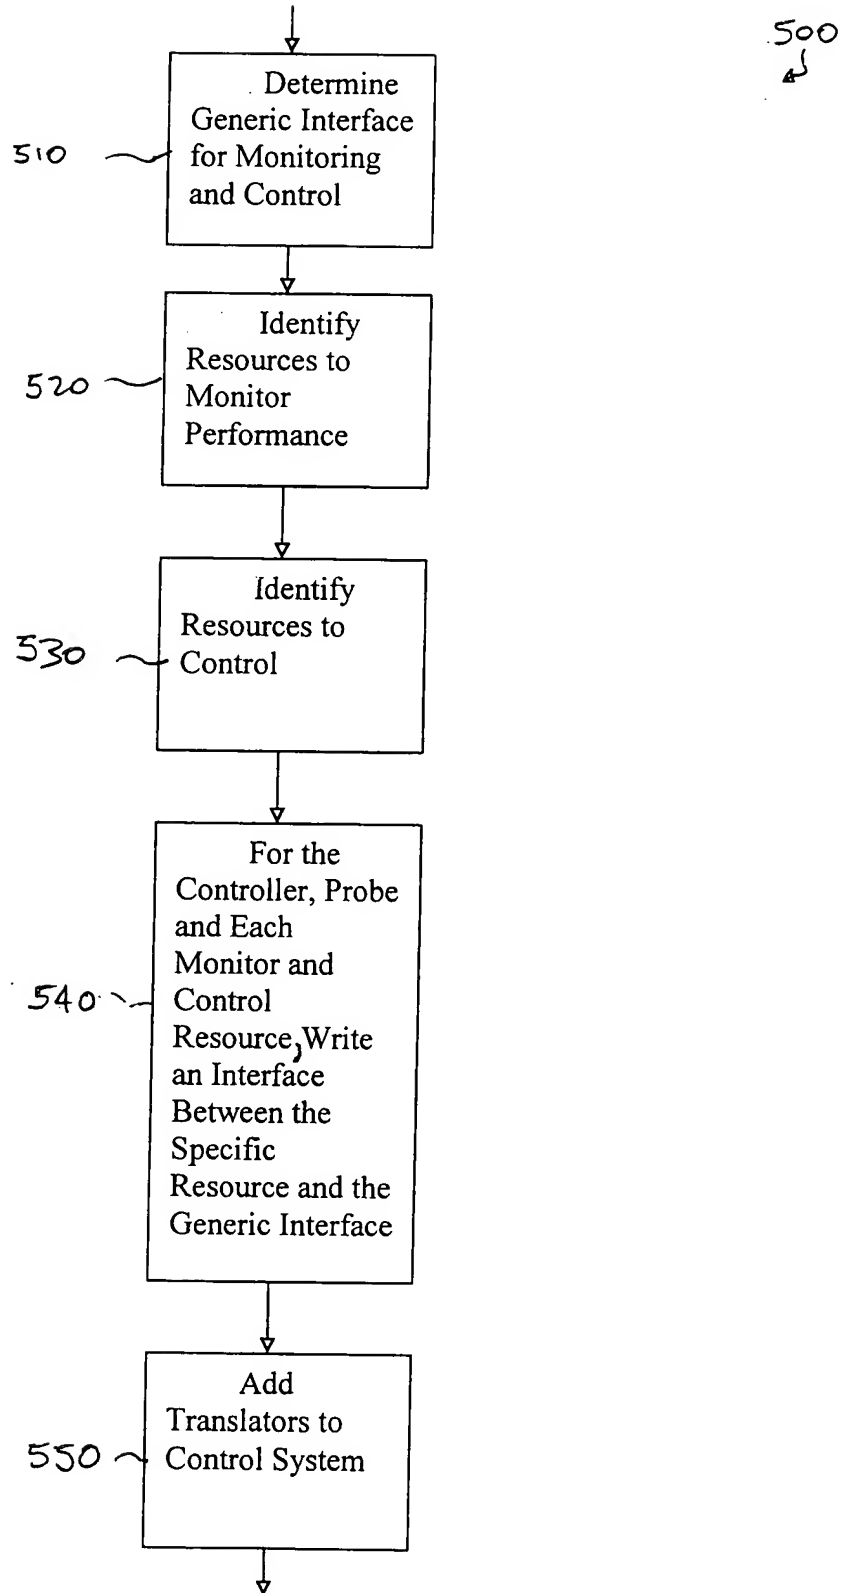 500
Determine
Generic Interface
for Monitoring
and Control
510
Identify
Resources to
Monitor
Performance
520
Identify
Resources to
Control
530
For the
Controller, Probe
and Each
Monitor and
Control
Resource, Write
an Interface
Between the
Specific
Resource and the
Generic Interface
540
Add
Translators to
Control System
550